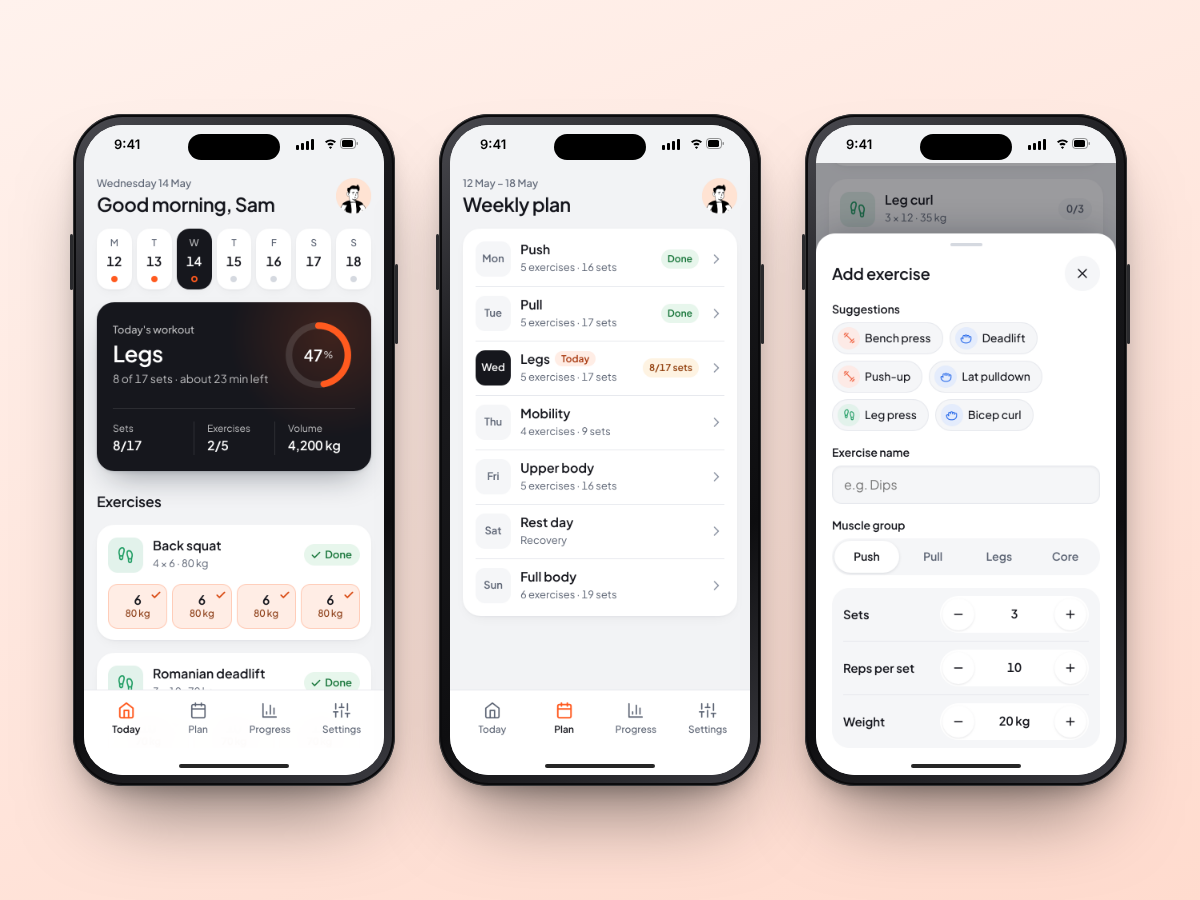 9:41
Wednesday 14 May
Good morning, Sam
M T W T F S S
12 13 14 15 16 17 18
Today's workout
Legs
8 of 17 sets · about 23 min left
47%
Sets Exercises Volume
8/17 2/5 4,200 kg
Exercises
Back squat
4 × 6 · 80 kg
Done
6 6 6 6
80 kg 80 kg 80 kg 80 kg
Romanian deadlift
Done
Today Plan Progress Settings
9:41
12 May – 18 May
Weekly plan
Mon Push Done
5 exercises · 16 sets
Tue Pull Done
5 exercises · 17 sets
Wed Legs Today 8/17 sets
5 exercises · 17 sets
Thu Mobility
4 exercises · 9 sets
Fri Upper body
5 exercises · 16 sets
Sat Rest day
Recovery
Sun Full body
6 exercises · 19 sets
Today Plan Progress Settings
9:41
Leg curl
3 × 12 · 35 kg
0/3
Add exercise
Suggestions
Bench press Deadlift
Push-up Lat pulldown
Leg press Bicep curl
Exercise name
e.g. Dips
Muscle group
Push Pull Legs Core
Sets − 3 +
Reps per set − 10 +
Weight − 20 kg +